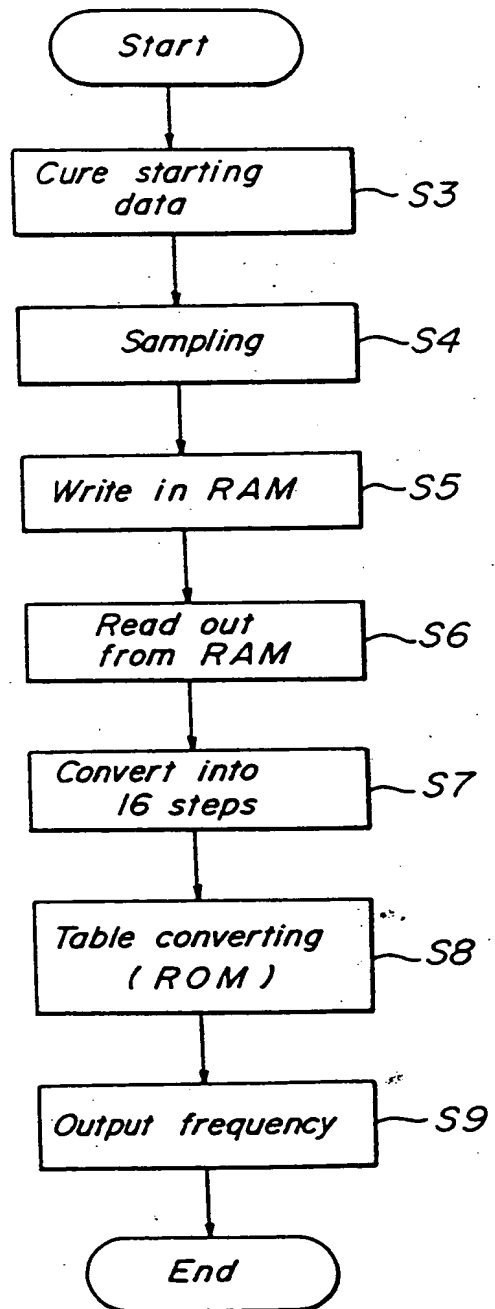 Start
Cure starting
data
S3
Sampling
S4
Write in RAM
S5
Read out
from RAM
S6
Convert into
16 steps
S7
Table converting
(ROM)
S8
Output frequency
S9
End